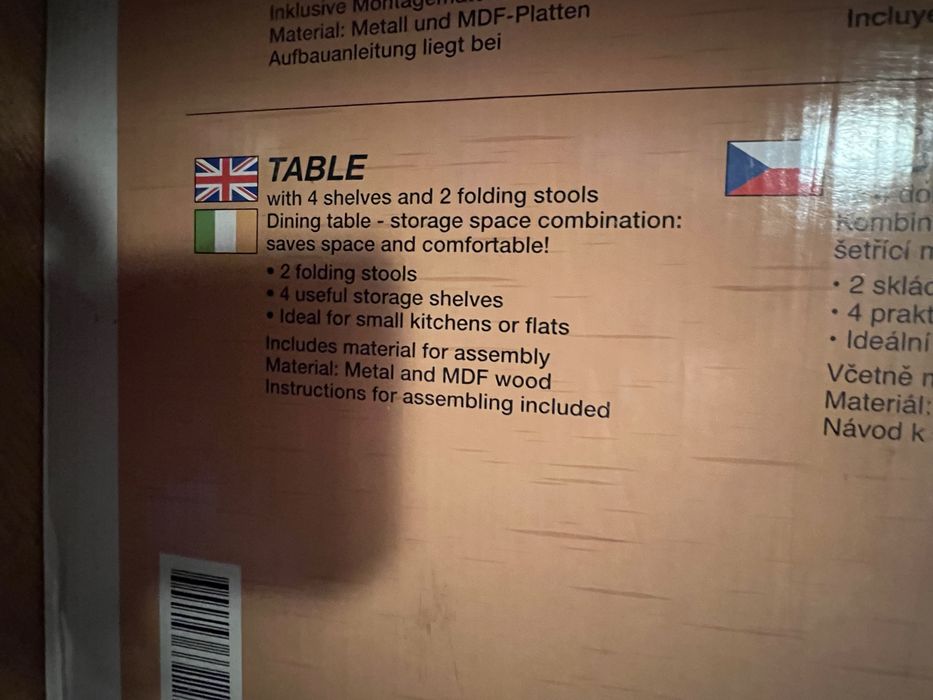 Inklusive
Material: Metall und MDF-Platten
Aufbauanleitung liegt bei
TABLE
with 4 shelves and 2 folding stools
Dining table - storage space combination:
saves space and comfortable!
• 2 folding stools
• 4 useful storage shelves
• Ideal for small kitchens or flats
Includes material for assembly
Material: Metal and MDF wood
Instructions for assembling included
Incluye
šetřící
• 2
• 4
• Ideální
Včetně
Materiál:
Návod k